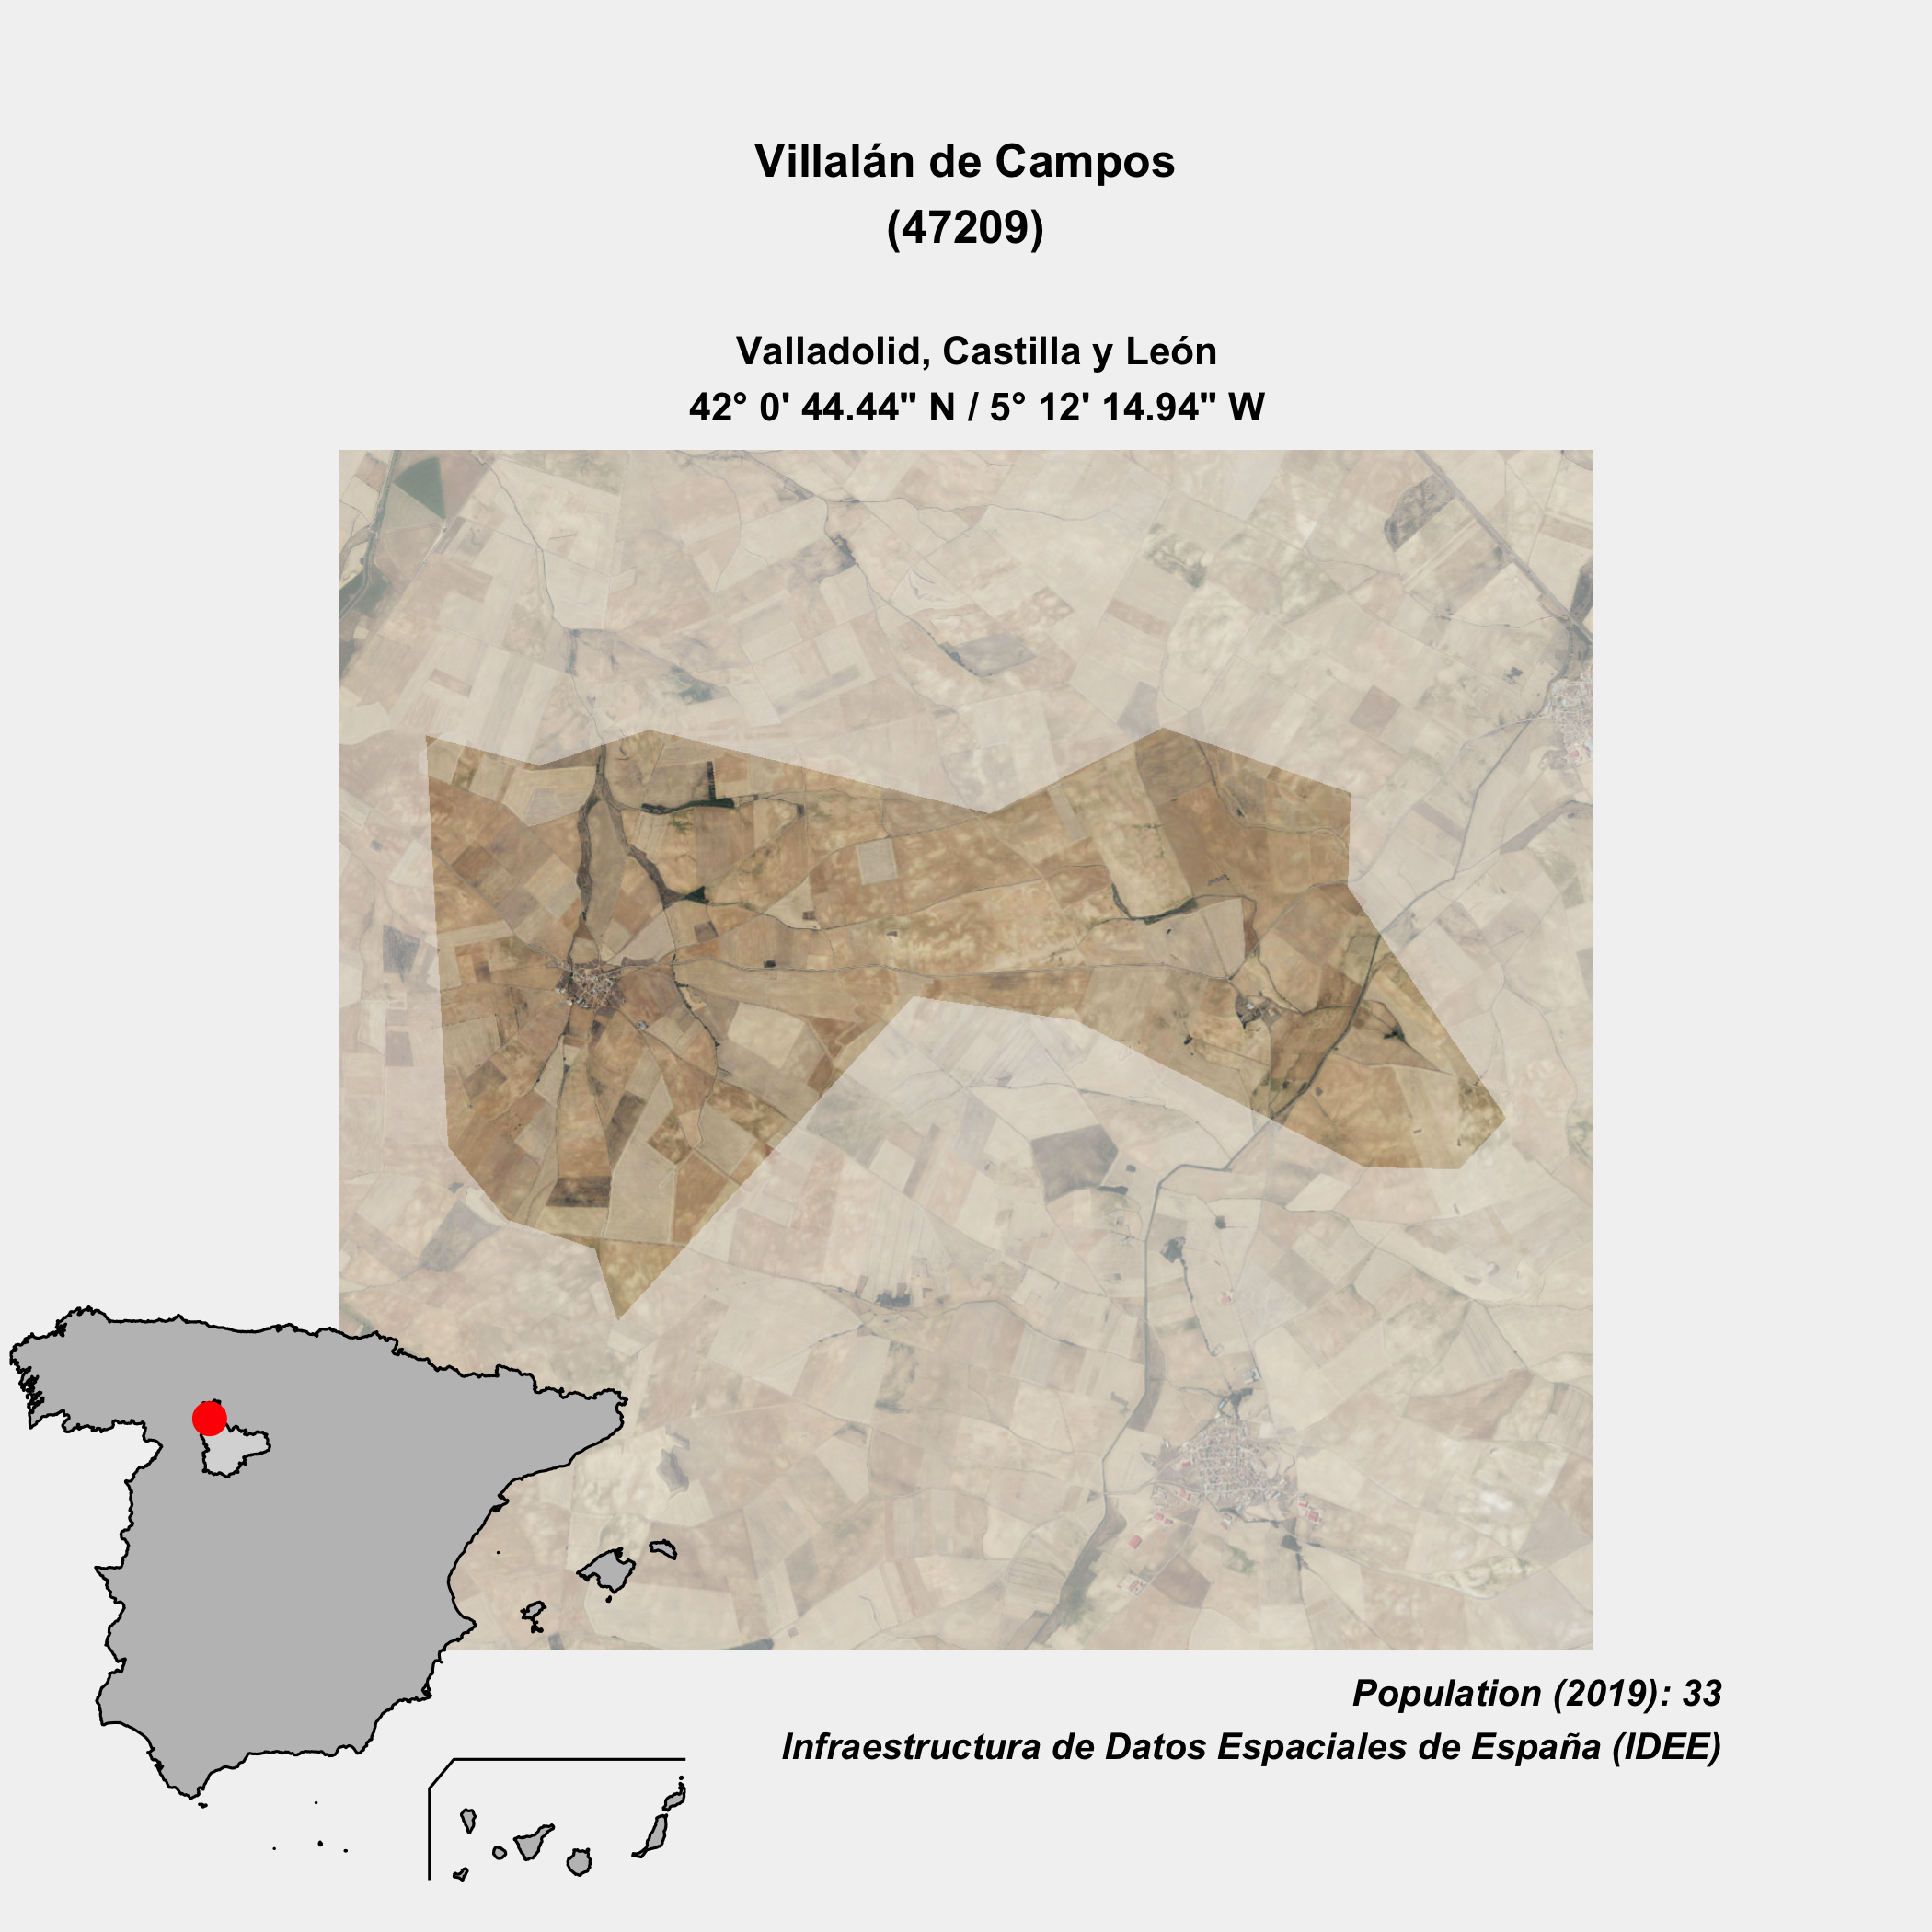 Villalán de Campos
(47209)
Valladolid, Castilla y León
42° 0' 44.44" N / 5° 12' 14.94" W
Population (2019): 33
Infraestructura de Datos Espaciales de España (IDEE)